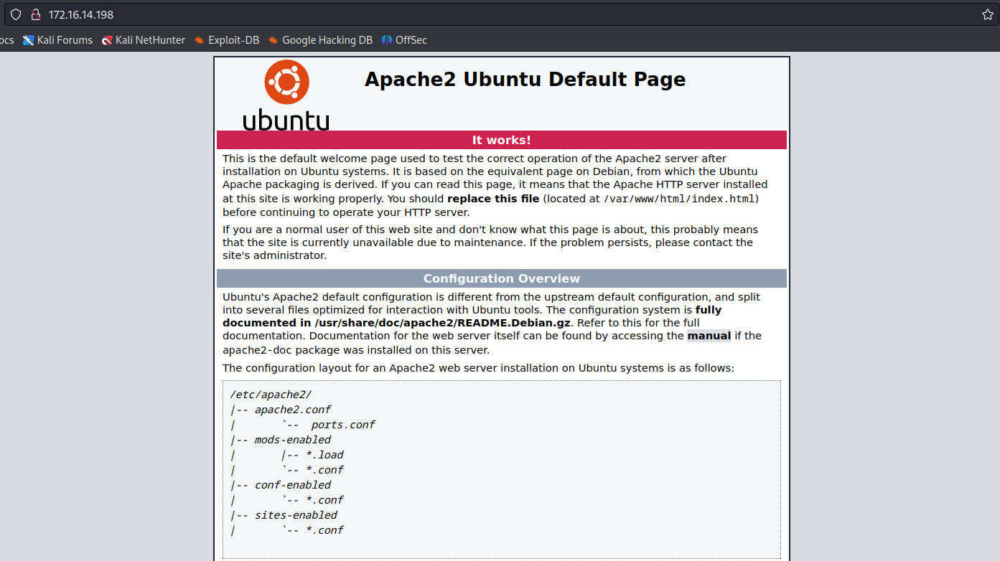 172.16.14.198
ocs Kali Forums Kali NetHunter Exploit-DB Google Hacking DB OffSec
Apache2 Ubuntu Default Page
ubuntu
It works!
This is the default welcome page used to test the correct operation of the Apache2 server after
installation on Ubuntu systems. It is based on the equivalent page on Debian, from which the Ubuntu
Apache packaging is derived. If you can read this page, it means that the Apache HTTP server installed
at this site is working properly. You should replace this file (located at /var/www/html/index.html)
before continuing to operate your HTTP server.
If you are a normal user of this web site and don't know what this page is about, this probably means
that the site is currently unavailable due to maintenance. If the problem persists, please contact the
site's administrator.
Configuration Overview
Ubuntu's Apache2 default configuration is different from the upstream default configuration, and split
into several files optimized for interaction with Ubuntu tools. The configuration system is fully
documented in /usr/share/doc/apache2/README.Debian.gz. Refer to this for the full
documentation. Documentation for the web server itself can be found by accessing the manual if the
apache2-doc package was installed on this server.
The configuration layout for an Apache2 web server installation on Ubuntu systems is as follows:
/etc/apache2/
|-- apache2.conf
|       `--  ports.conf
|-- mods-enabled
|       |-- *.load
|       `-- *.conf
|-- conf-enabled
|       `-- *.conf
|-- sites-enabled
|       `-- *.conf